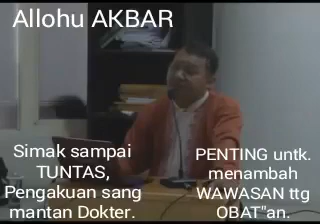 Allohu AKBAR
Simak sampai
TUNTAS,
Pengakuan sang
mantan Dokter.
PENTING untk.
menambah
WAWASAN ttg
OBAT"an.